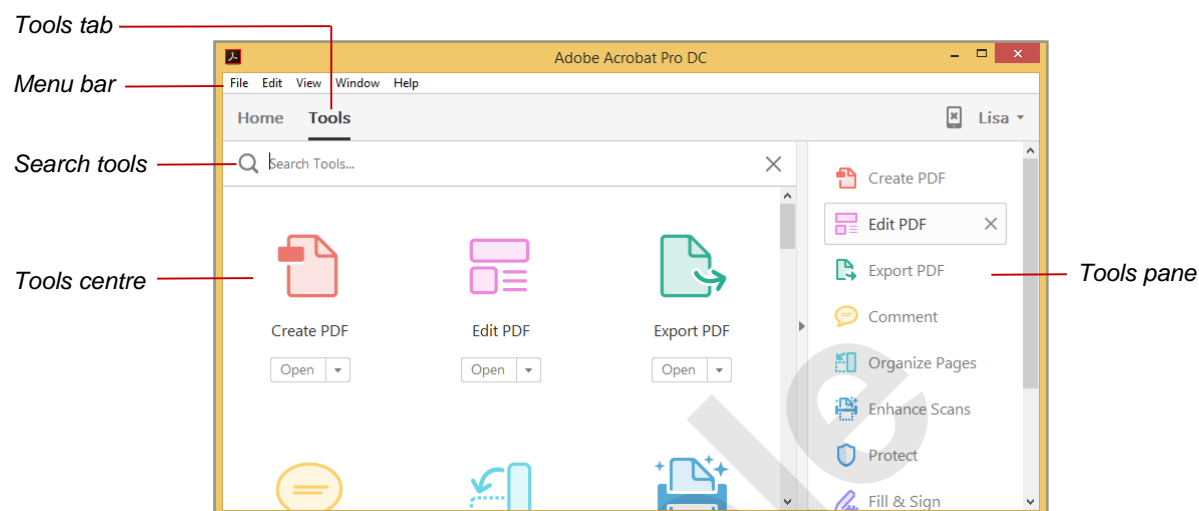 Tools tab
Adobe Acrobat Pro DC
Menu bar
File Edit View Window Help
Home Tools
Lisa
Search tools
Search Tools...
Create PDF
Edit PDF
Tools centre
Export PDF
Tools pane
Comment
Create PDF Edit PDF Export PDF
Open Open Open
Organize Pages
Enhance Scans
Protect
Fill & Sign